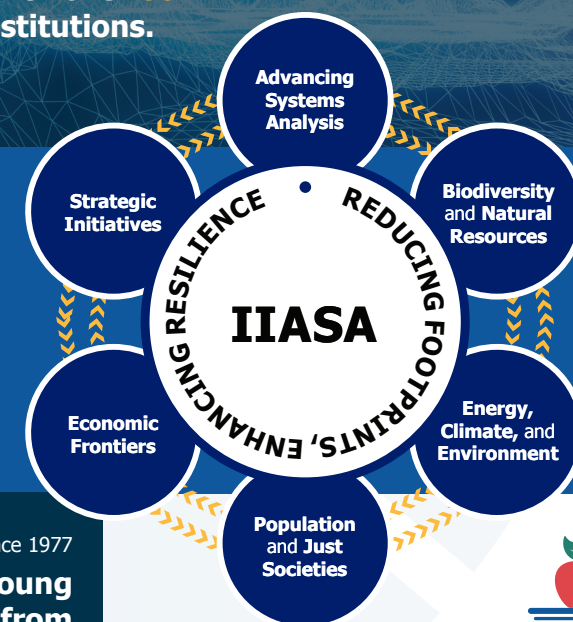 stitutions.
Advancing
Systems
Analysis
Strategic
Initiatives
Biodiversity
and Natural
Resources
REDUCING FOOTPRINTS, ENHANCING RESILIENCE
IIASA
Economic
Frontiers
Energy,
Climate, and
Environment
Population
and Just
Societies
ce 1977
oung
from